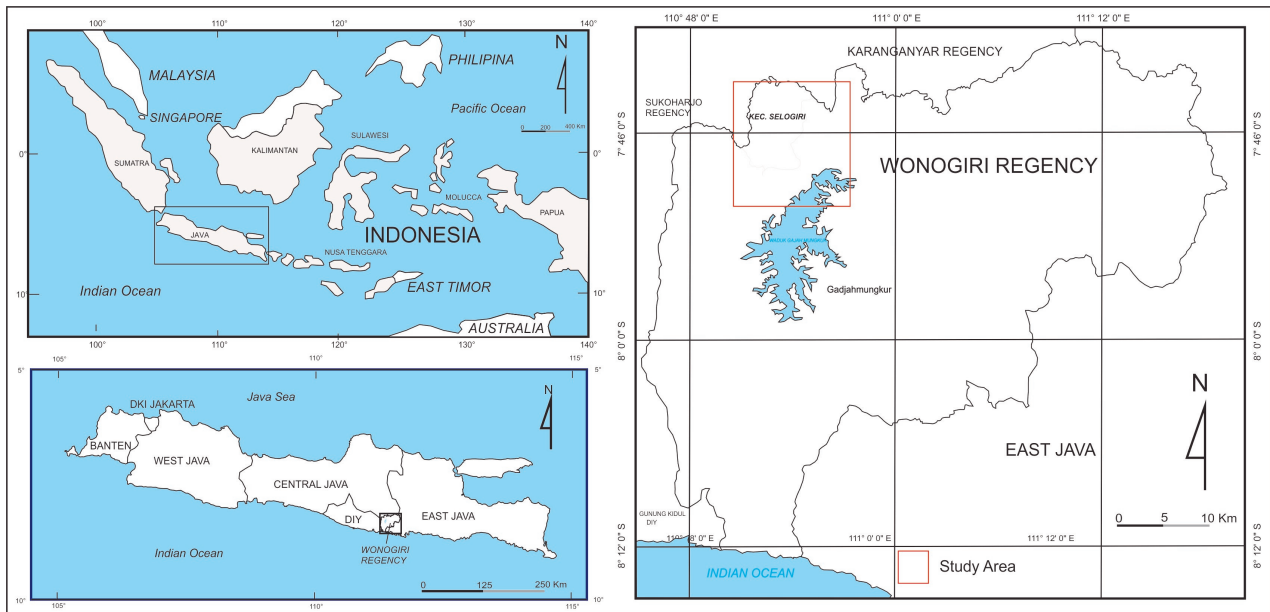 100°
110°
120°
130°
140°
N
MALAYSIA
PHILIPINA
Pacific Ocean
SINGAPORE
0 200 400 Km
SULAWESI
0°
0°
SUMATRA
KALIMANTAN
MOLUCCA
PAPUA
JAVA
INDONESIA
NUSA TENGGARA
Indian Ocean
EAST TIMOR
10°
10°
AUSTRALIA
100°
110°
120°
130°
140°
105°
110°
115°
5°
5°
Java Sea
N
DKI JAKARTA
BANTEN
WEST JAVA
CENTRAL JAVA
DIY
EAST JAVA
WONOGIRI
REGENCY
Indian Ocean
0 125 250 Km
10°
10°
105°
110°
115°
110° 48' 0" E
111° 0' 0" E
111° 12' 0" E
KARANGANYAR REGENCY
SUKOHARJO
REGENCY
KEC. SELOGIRI
7° 46' 0" S
7° 46' 0" S
WONOGIRI REGENCY
WADUK GAJAH MUNGKUR
Gadjahmungkur
8° 0' 0" S
8° 0' 0" S
N
EAST JAVA
GUNUNG KIDUL
DIY
0 5 10 Km
8° 12' 0" S
8° 12' 0" S
110° 48' 0" E
111° 0' 0" E
111° 12' 0" E
INDIAN OCEAN
Study Area